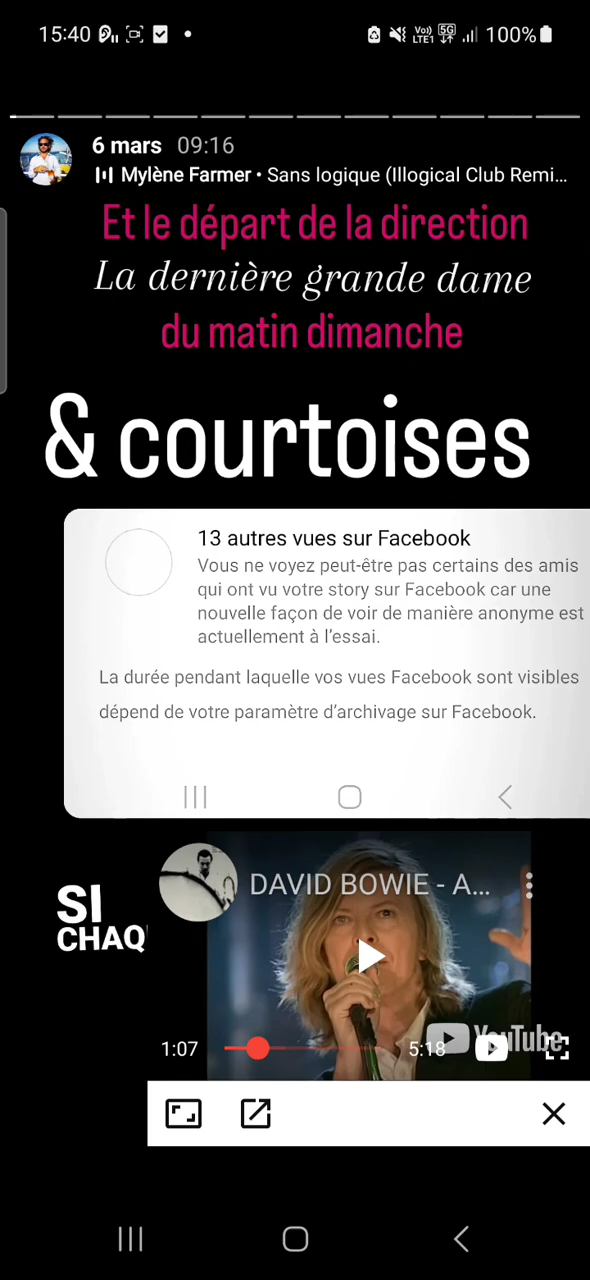 15:40
Vo)) LTE1 5G 100%
6 mars 09:16
Mylène Farmer • Sans logique (Illogical Club Remi...
Et le départ de la direction
La dernière grande dame
du matin dimanche
& courtoises
13 autres vues sur Facebook
Vous ne voyez peut-être pas certains des amis
qui ont vu votre story sur Facebook car une
nouvelle façon de voir de manière anonyme est
actuellement à l'essai.
La durée pendant laquelle vos vues Facebook sont visibles
dépend de votre paramètre d'archivage sur Facebook.
DAVID BOWIE - A...
SI
CHAQ
1:07 5:18 YouTube